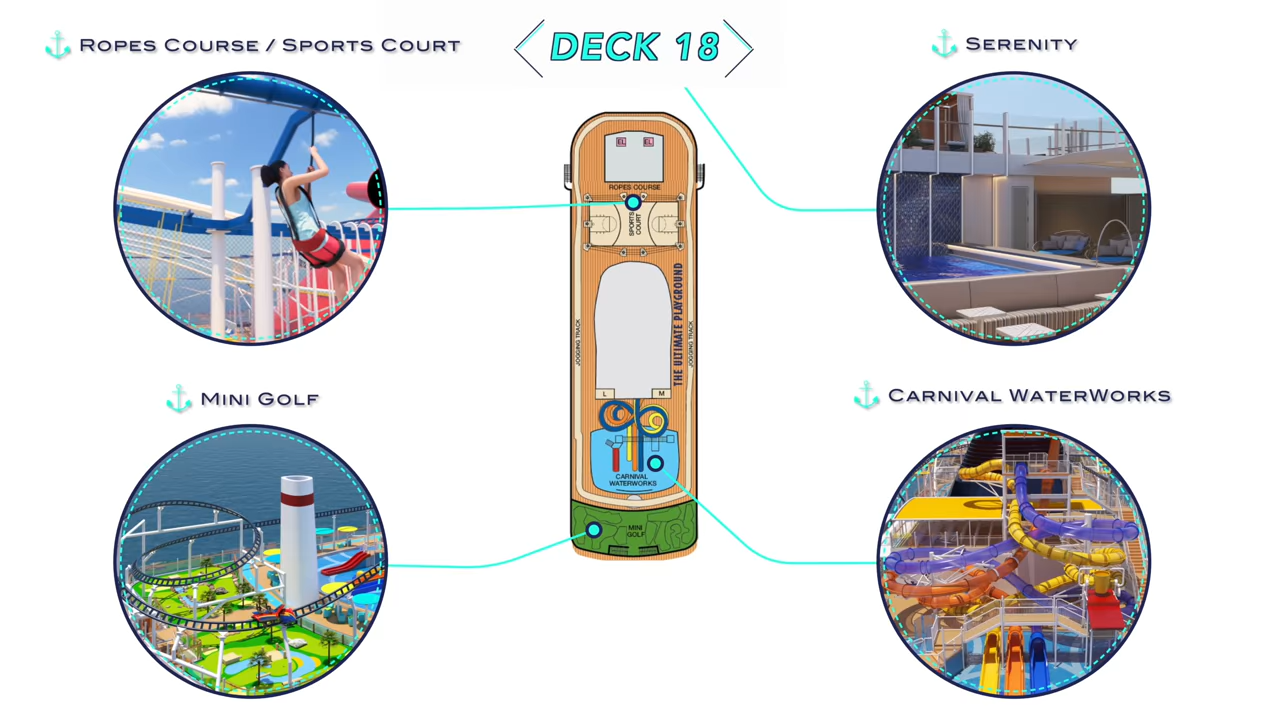 ROPES COURSE / SPORTS COURT
DECK 18
SERENITY
EL
EL
ROPES COURSE
SPORTS
COURT
THE ULTIMATE PLAYGROUND
JOGGING TRACK
JOGGING TRACK
L
M
MINI GOLF
CARNIVAL WATERWORKS
CARNIVAL
WATERWORKS
MINI
GOLF